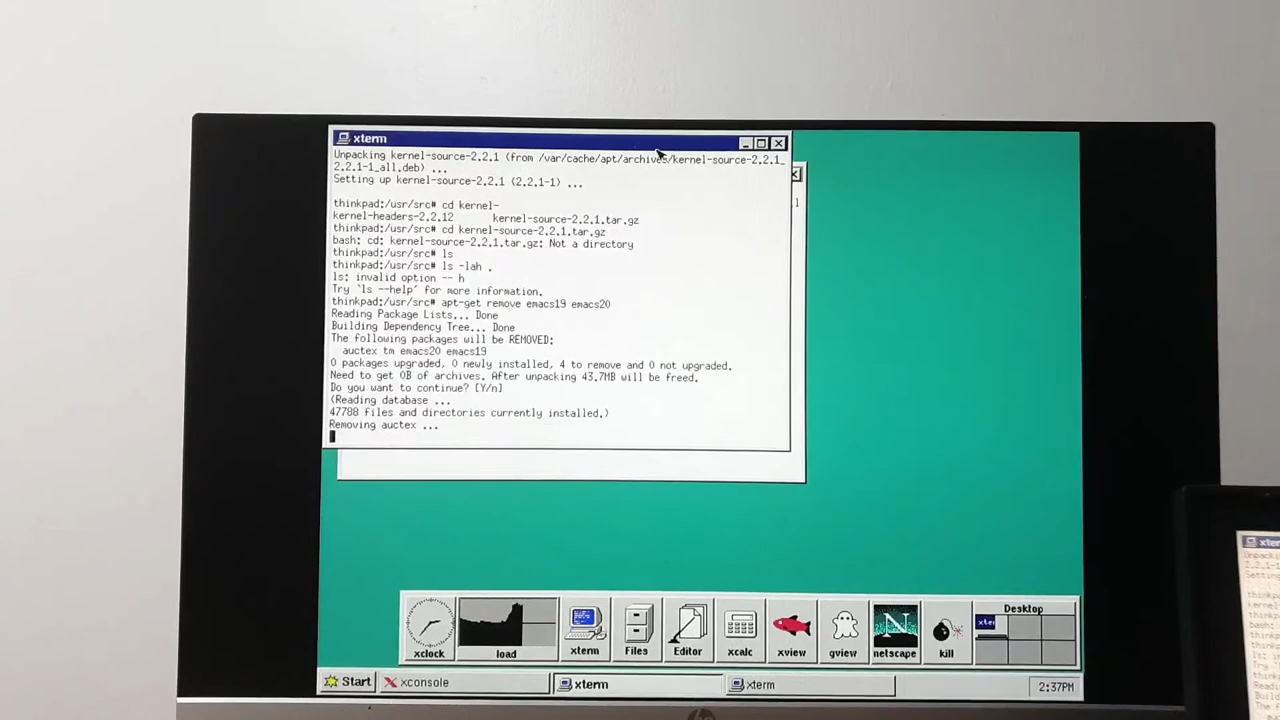 xterm
Unpacking kernel-source-2.2.1 (from /var/cache/apt/archives/kernel-source-2.2.1_
2.2.1-1_all.deb) ...
Setting up kernel-source-2.2.1 (2.2.1-1) ...
thinkpad:/usr/src# cd kernel-
kernel-headers-2.2.12 kernel-source-2.2.1.tar.gz
thinkpad:/usr/src# cd kernel-source-2.2.1.tar.gz
bash: cd: kernel-source-2.2.1.tar.gz: Not a directory
thinkpad:/usr/src# ls
thinkpad:/usr/src# ls -lah .
ls: invalid option -- h
Try `ls --help' for more information.
thinkpad:/usr/src# apt-get remove emacs19 emacs20
Reading Package Lists... Done
Building Dependency Tree... Done
The following packages will be REMOVED:
auctex tm emacs20 emacs19
0 packages upgraded, 0 newly installed, 4 to remove and 0 not upgraded.
Need to get 0B of archives. After unpacking 43.7MB will be freed.
Do you want to continue? [Y/n]
(Reading database ...
47788 files and directories currently installed.)
Removing auctex ...
xclock load xterm Files Editor xcalc xview gview netscape kill Desktop
xter
Start xconsole xterm xterm 2:37PM
hp
xterm